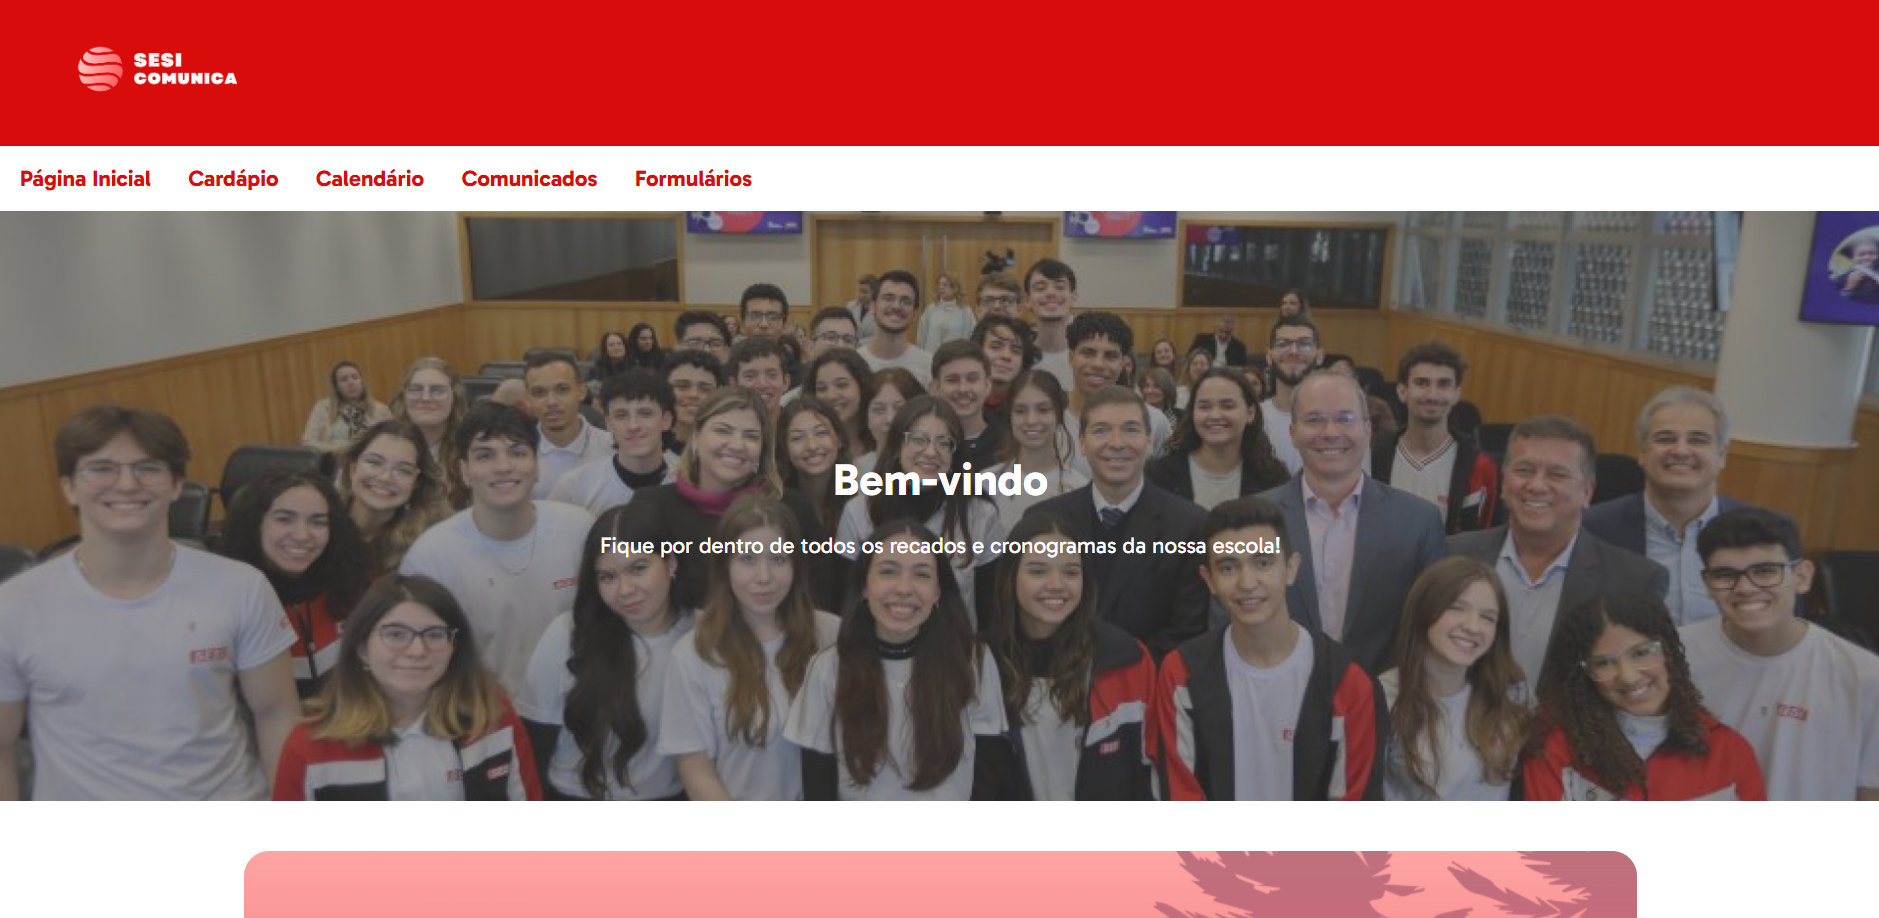 SESI
COMUNICA
Página Inicial Cardápio Calendário Comunicados Formulários
Bem-vindo
Fique por dentro de todos os recados e cronogramas da nossa escola!